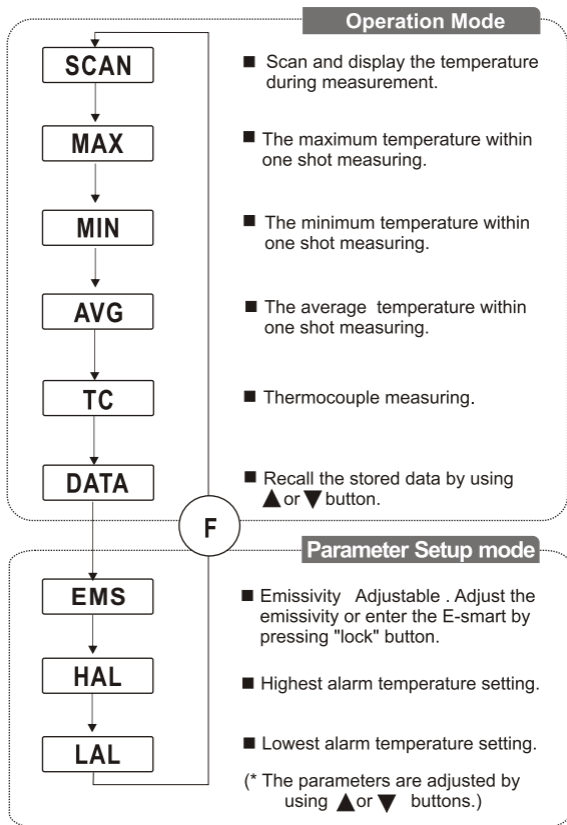 Operation Mode
SCAN
■ Scan and display the temperature
during measurement.
MAX
■ The maximum temperature within
one shot measuring.
MIN
■ The minimum temperature within
one shot measuring.
AVG
■ The average temperature within
one shot measuring.
TC
■ Thermocouple measuring.
DATA
■ Recall the stored data by using
▲or▼button.
F
Parameter Setup mode
EMS
■ Emissivity Adjustable . Adjust the
emissivity or enter the E-smart by
pressing "lock" button.
HAL
■ Highest alarm temperature setting.
LAL
■ Lowest alarm temperature setting.
(* The parameters are adjusted by
using ▲or ▼ buttons.)